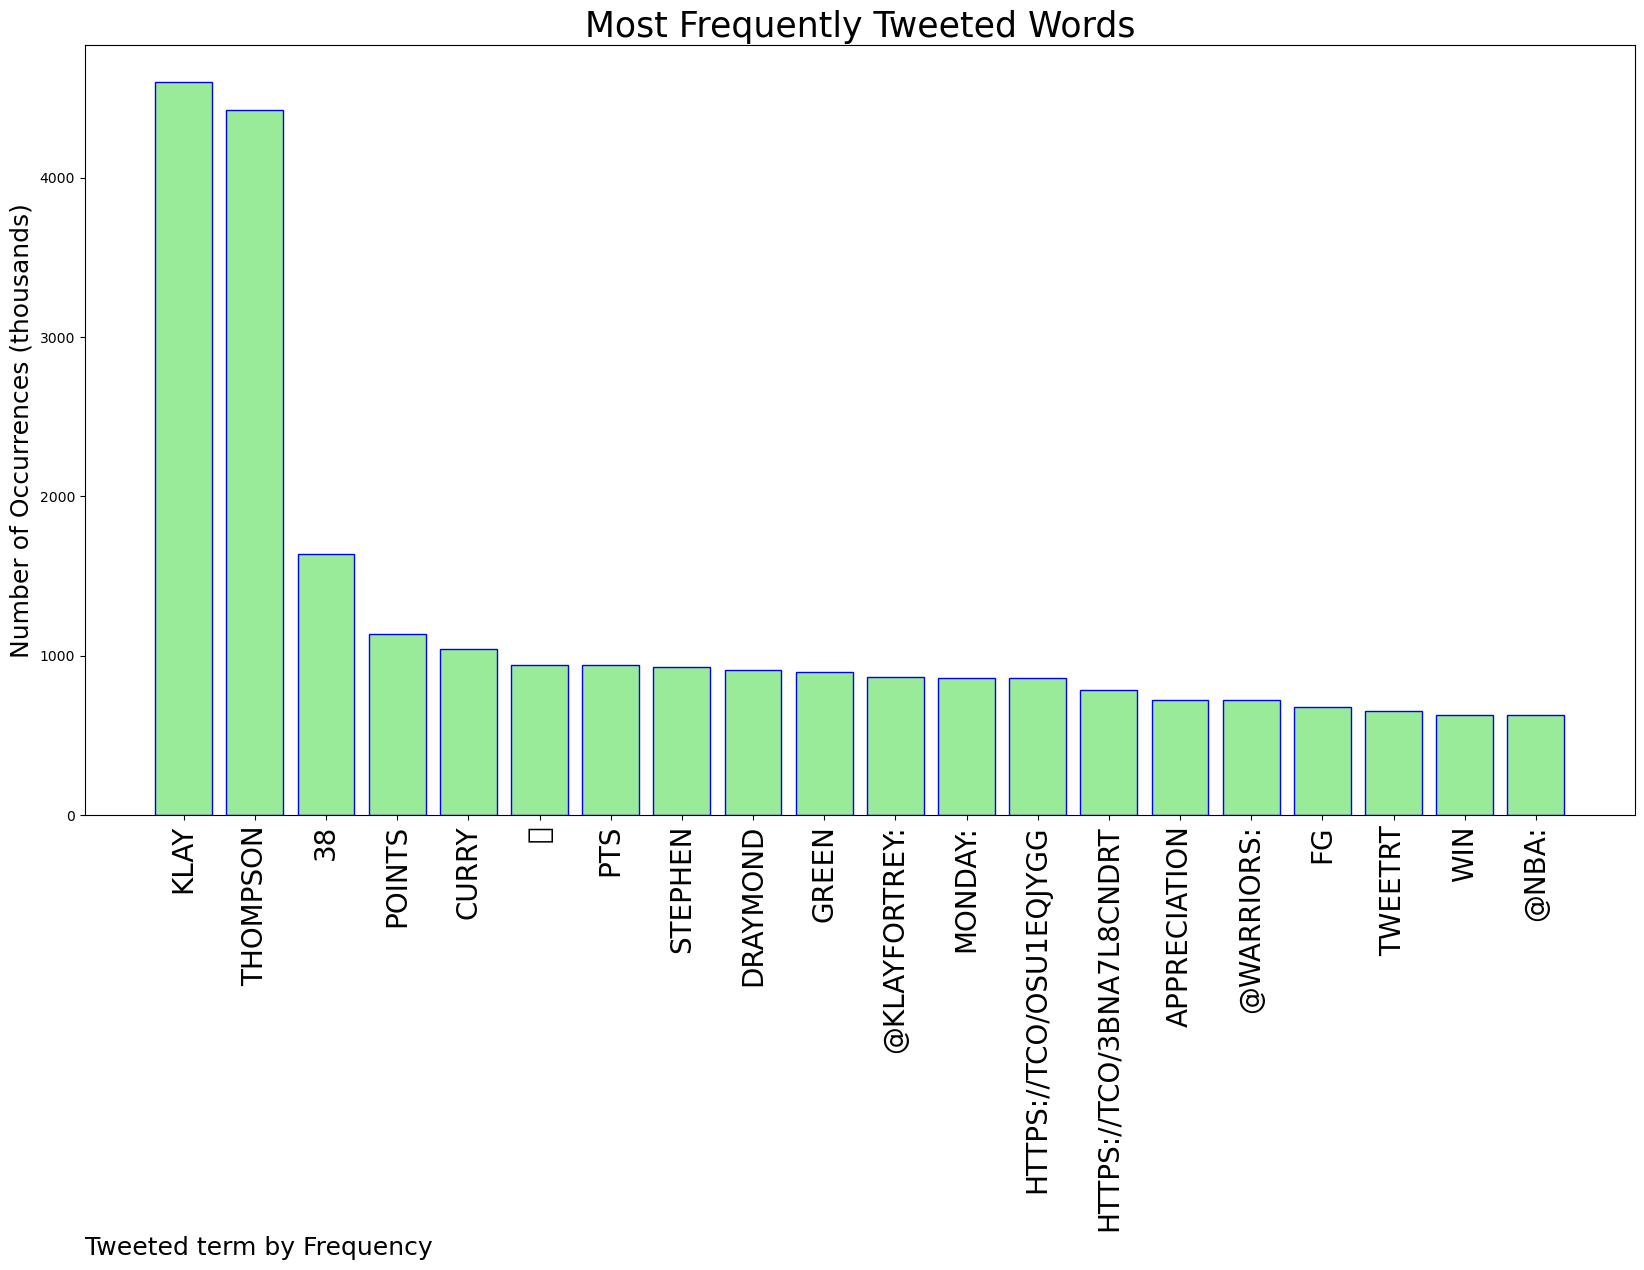 Most Frequently Tweeted Words
Number of Occurrences (thousands)
4000
3000
2000
1000
0
KLAY
THOMPSON
38
POINTS
CURRY
PTS
STEPHEN
DRAYMOND
GREEN
@KLAYFORTREY:
MONDAY:
HTTPS://TCO/OSU1EQJYGG
HTTPS://TCO/3BNA7L8CNDRT
APPRECIATION
@WARRIORS:
FG
TWEETRT
WIN
@NBA:
Tweeted term by Frequency